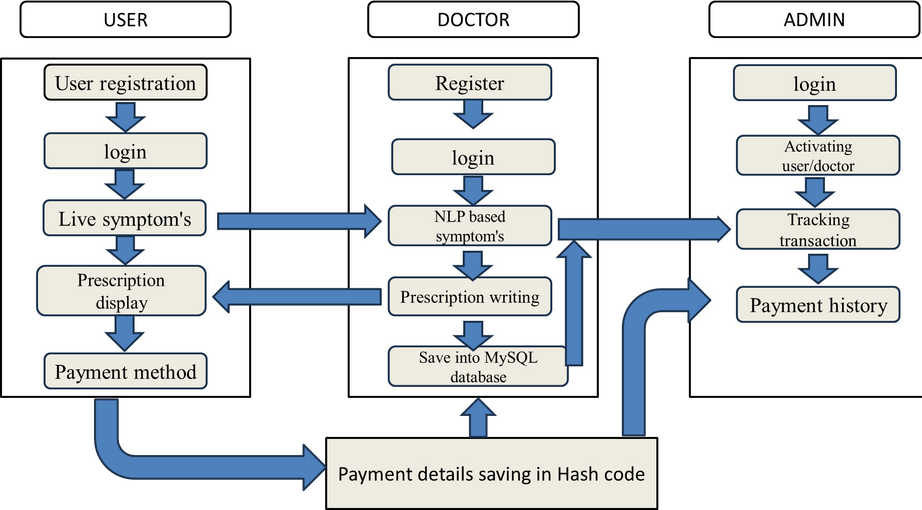 USER
DOCTOR
ADMIN
User registration
login
Live symptom's
Prescription
display
Payment method
Register
login
NLP based
symptom's
Prescription writing
Save into MySQL
database
login
Activating
user/doctor
Tracking
transaction
Payment history
Payment details saving in Hash code